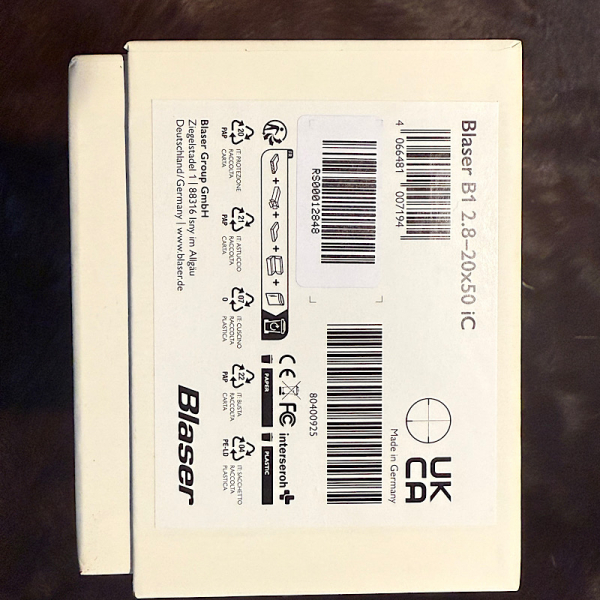 Blaser B1 2.8–20x50 iC
4 066481 007194
RS00012848
UK
CA
Made in Germany
80400925
FR
CE
FC
interseroh
PAPER
PLASTIC
20
PAP
IT: PROTEZIONE
RACCOLTA
CARTA
21
PAP
IT: ASTUCCIO
RACCOLTA
CARTA
07
0
IT: CUSCINO
RACCOLTA
PLASTICA
22
PAP
IT: BUSTA
RACCOLTA
CARTA
04
PE-LD
IT: SACCHETTO
RACCOLTA
PLASTICA
Blaser Group GmbH
Ziegelstadel 1 | 88316 Isny im Allgäu
Deutschland/Germany | www.blaser.de
Blaser